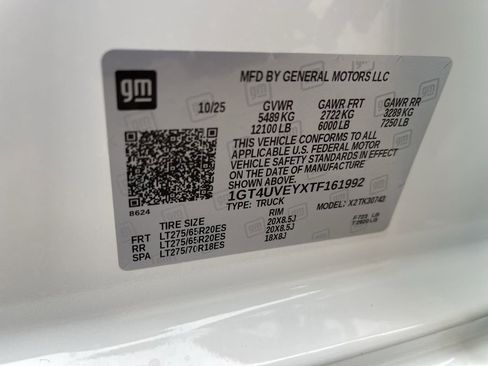 gm
MFD BY GENERAL MOTORS LLC
10/25 GVWR GAWR FRT GAWR RR
5489 KG 2722 KG 3289 KG
12100 LB 6000 LB 7250 LB
THIS VEHICLE CONFORMS TO ALL
APPLICABLE U.S. FEDERAL MOTOR
VEHICLE SAFETY STANDARDS IN EFFECT
ON THE DATE OF MANUFACTURE
SHOWN ABOVE.
1GT4UVEYXTF161992
8624
TYPE: TRUCK MODEL: X2TK30743
TIRE SIZE RIM
FRT LT275/65R20ES 20X8.5J
RR LT275/65R20ES 20X8.5J
SPA LT275/70R18ES 18X8J